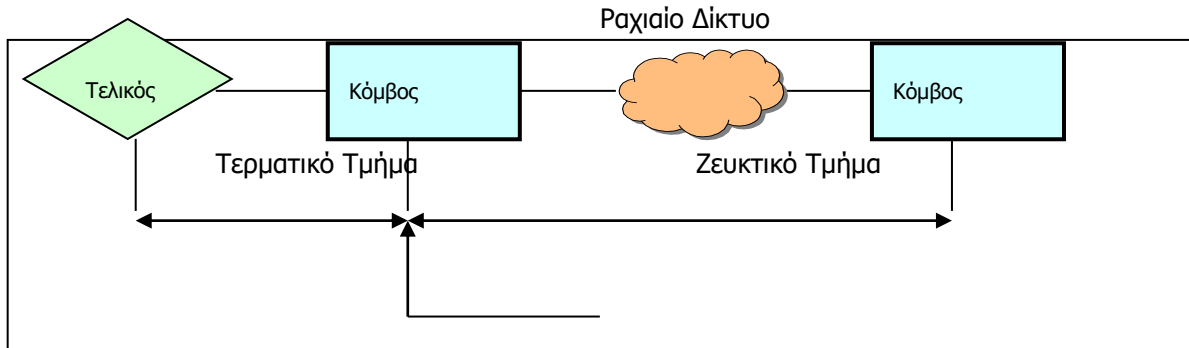 Ραχιαίο Δίκτυο
Τελικός
Κόμβος
Κόμβος
Τερματικό Τμήμα
Ζευκτικό Τμήμα